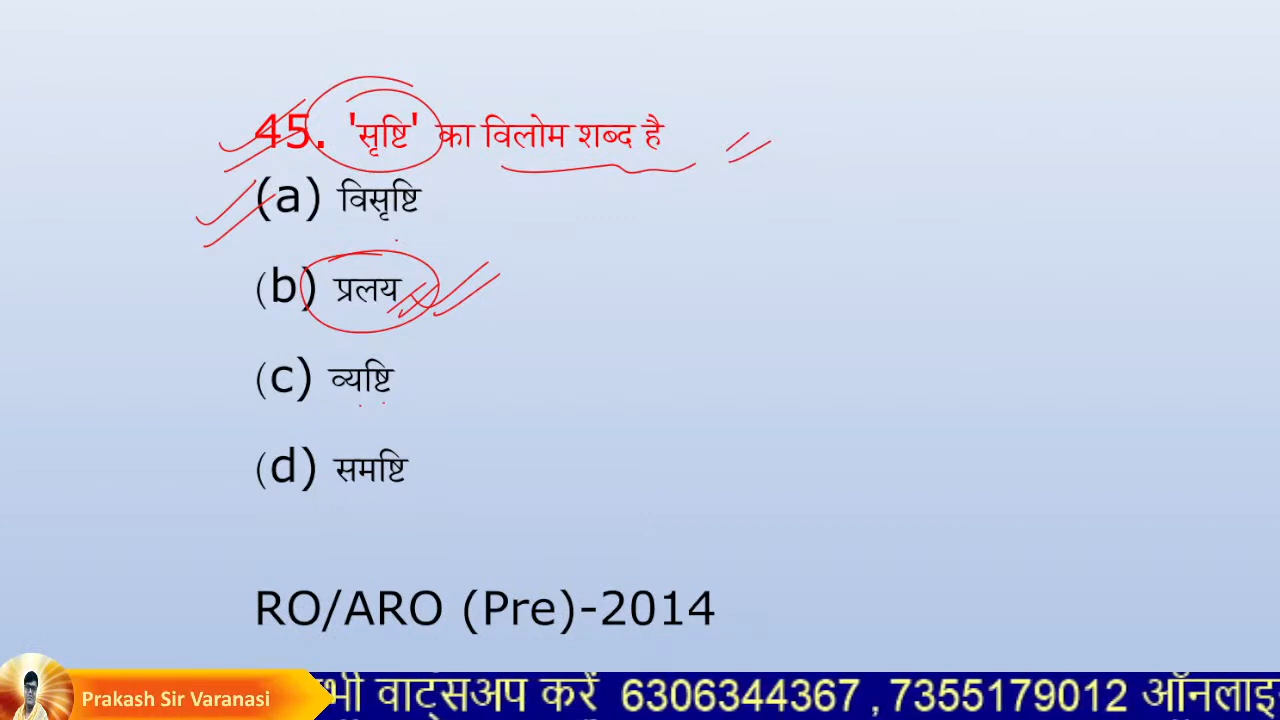 45. 'सृष्टि' का विलोम शब्द है
(a) विसृष्टि
(b) प्रलय
(c) व्यष्टि
(d) समष्टि
RO/ARO (Pre)-2014
Prakash Sir Varanasi
भी वाट्सअप करें 6306344367 , 7355179012 ऑनलाइ